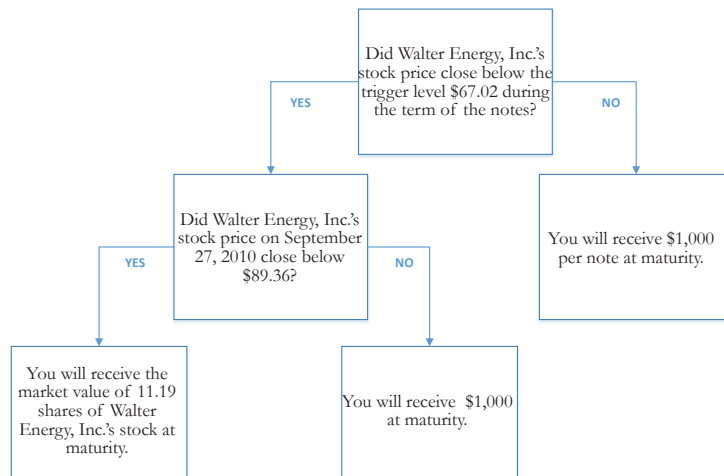 Did Walter Energy, Inc.'s
stock price close below the
trigger level $67.02 during
the term of the notes?
YES
NO
Did Walter Energy, Inc.'s
stock price on September
27, 2010 close below
$89.36?
You will receive $1,000
per note at maturity.
YES
NO
You will receive the
market value of 11.19
shares of Walter
Energy, Inc.'s stock at
maturity.
You will receive $1,000
at maturity.